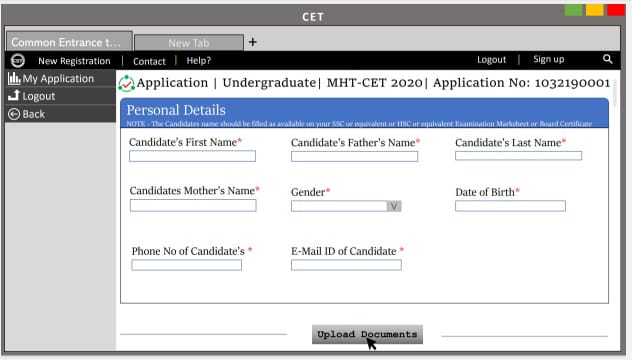 CET
Common Entrance t...
New Tab
+
CET
New Registration | Contact | Help?
Logout | Sign up
My Application
Logout
Back
Application | Undergraduate| MHT-CET 2020| Application No: 1032190001
Personal Details
NOTE - The Candidates name should be filled as available on your SSC or equivalent or HSC or equivalent Examination Marksheet or Board Certificate
Candidate's First Name*
Candidate's Father's Name*
Candidate's Last Name*
Candidates Mother's Name*
Gender*
V
Date of Birth*
Phone No of Candidate's *
E-Mail ID of Candidate *
Upload Documents